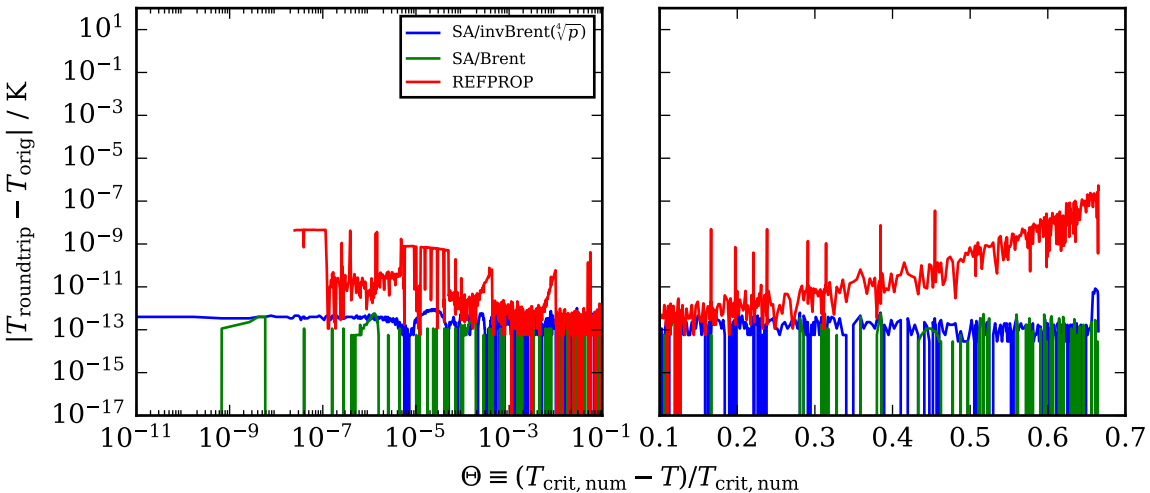 10¹
10⁻¹
10⁻³
10⁻⁵
10⁻⁷
10⁻⁹
10⁻¹¹
10⁻¹³
10⁻¹⁵
10⁻¹⁷
|T_roundtrip − T_orig| / K
SA/invBrent(∜p)
SA/Brent
REFPROP
10⁻¹¹ 10⁻⁹ 10⁻⁷ 10⁻⁵ 10⁻³ 10⁻¹ 0.1 0.2 0.3 0.4 0.5 0.6 0.7
Θ ≡ (T_crit, num − T)/T_crit, num